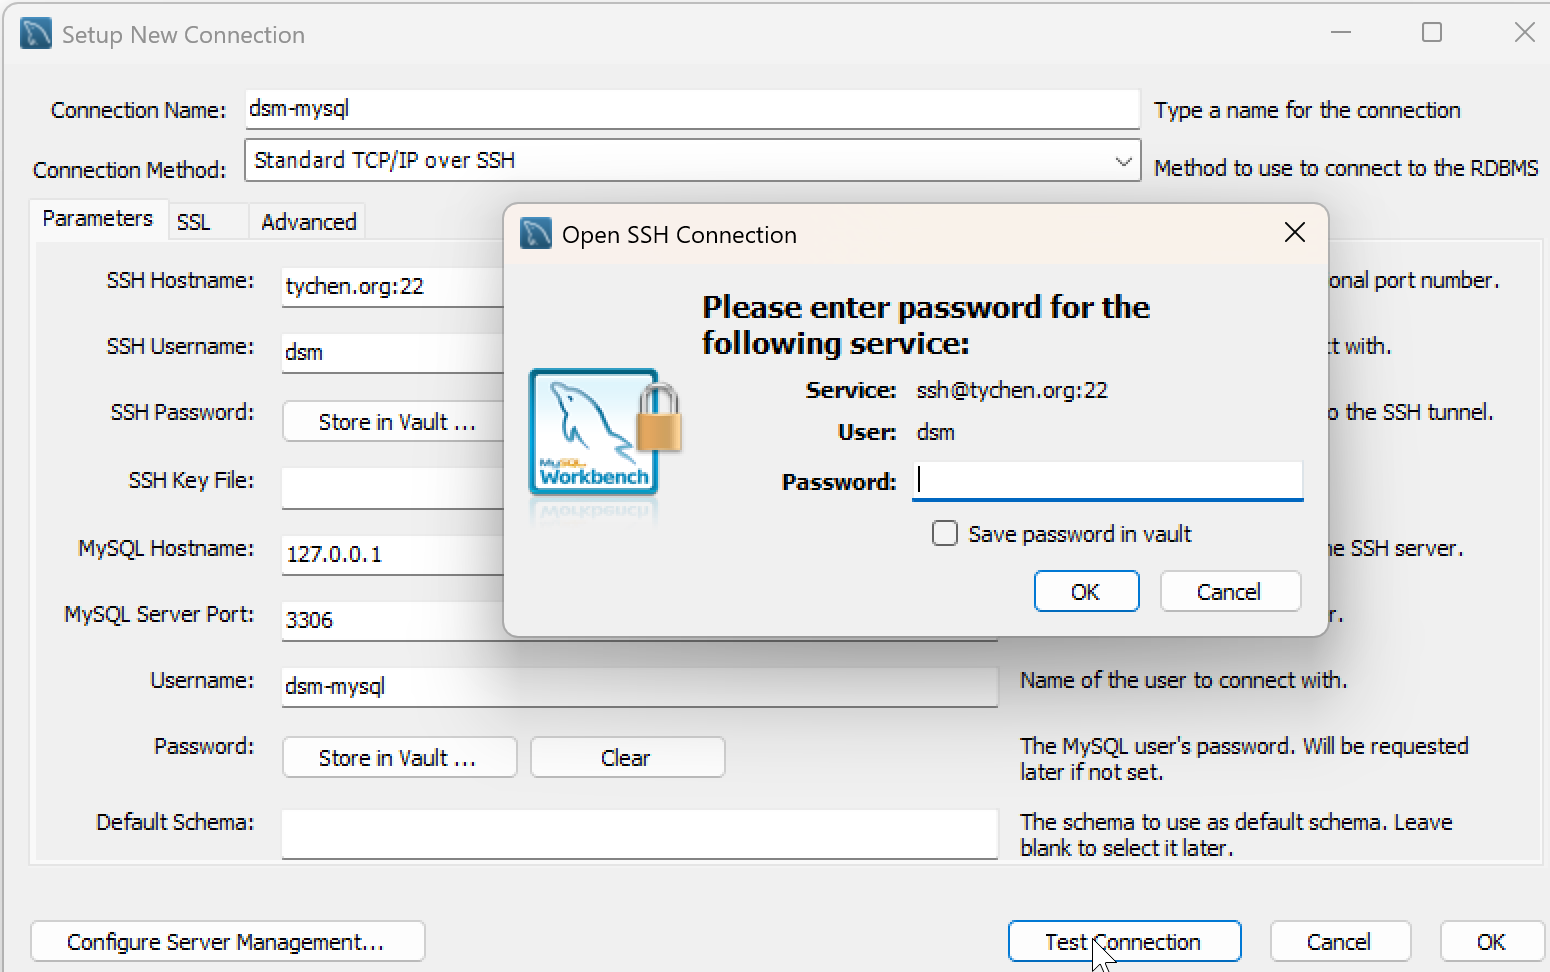 Setup New Connection
Connection Name: dsm-mysql Type a name for the connection
Connection Method: Standard TCP/IP over SSH Method to use to connect to the RDBMS
Parameters SSL Advanced
SSH Hostname: tychen.org:22 onal port number.
SSH Username: dsm t with.
SSH Password: Store in Vault ... o the SSH tunnel.
SSH Key File:
MySQL Hostname: 127.0.0.1 e SSH server.
MySQL Server Port: 3306 r.
Username: dsm-mysql Name of the user to connect with.
Password: Store in Vault ... Clear The MySQL user's password. Will be requested
later if not set.
Default Schema: The schema to use as default schema. Leave
blank to select it later.
Configure Server Management... Test Connection Cancel OK
Open SSH Connection
Please enter password for the
following service:
Service: ssh@tychen.org:22
User: dsm
Password:
Save password in vault
OK Cancel
MySQL
Workbench